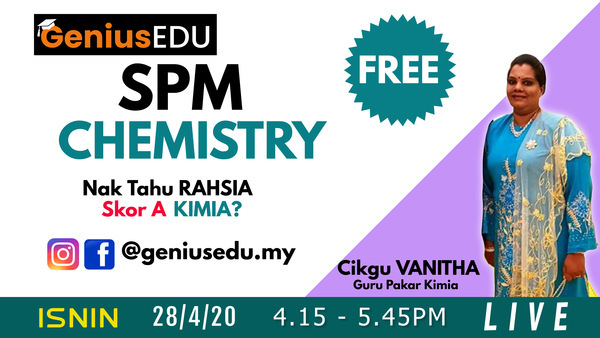 GeniusEDU
SPM
CHEMISTRY
FREE
Nak Tahu RAHSIA
Skor A KIMIA?
@geniusedu.my
Cikgu VANITHA
Guru Pakar Kimia
ISNIN 28/4/20 4.15 - 5.45PM LIVE